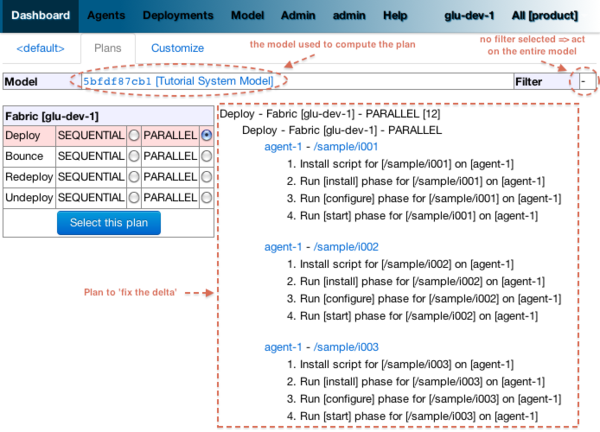 Dashboard Agents Deployments Model Admin admin Help glu-dev-1 All [product]
<default> Plans Customize
the model used to compute the plan
no filter selected => act
on the entire model
Model 5bfdf87cb1 [Tutorial System Model] Filter -
Fabric [glu-dev-1]
Deploy SEQUENTIAL PARALLEL
Bounce SEQUENTIAL PARALLEL
Redeploy SEQUENTIAL PARALLEL
Undeploy SEQUENTIAL PARALLEL
Select this plan
Plan to 'fix the delta'
Deploy - Fabric [glu-dev-1] - PARALLEL [12]
Deploy - Fabric [glu-dev-1] - PARALLEL
agent-1 - /sample/i001
1. Install script for [/sample/i001] on [agent-1]
2. Run [install] phase for [/sample/i001] on [agent-1]
3. Run [configure] phase for [/sample/i001] on [agent-1]
4. Run [start] phase for [/sample/i001] on [agent-1]
agent-1 - /sample/i002
1. Install script for [/sample/i002] on [agent-1]
2. Run [install] phase for [/sample/i002] on [agent-1]
3. Run [configure] phase for [/sample/i002] on [agent-1]
4. Run [start] phase for [/sample/i002] on [agent-1]
agent-1 - /sample/i003
1. Install script for [/sample/i003] on [agent-1]
2. Run [install] phase for [/sample/i003] on [agent-1]
3. Run [configure] phase for [/sample/i003] on [agent-1]
4. Run [start] phase for [/sample/i003] on [agent-1]